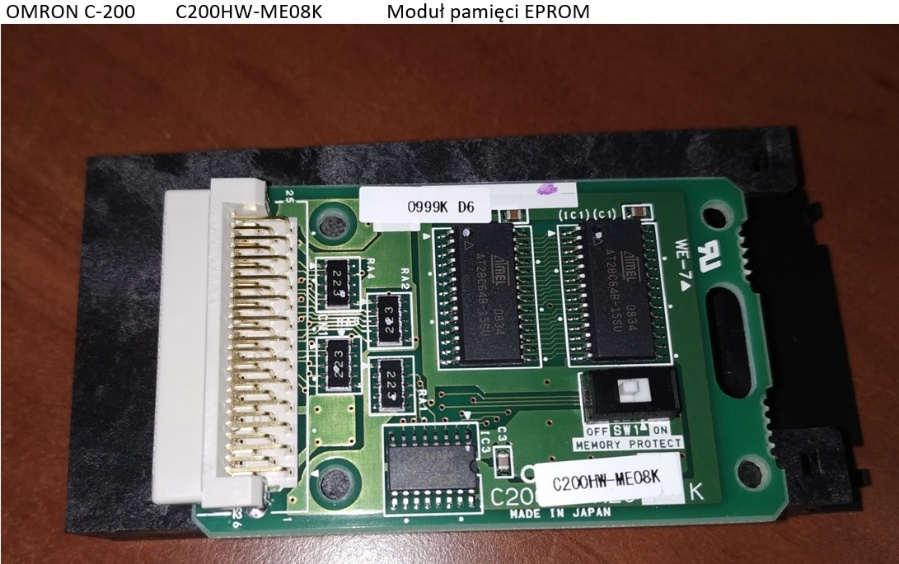 OMRON C-200 C200HW-ME08K Moduł pamięci EPROM
25
0999K D6
(IC1)(C1)
RA4
RA2
223
223
223
223
RA1
ATMEL 0834
AT28C64B-15SU
ATMEL 0834
AT28C64B-15SU
WE-7
OFF SW1 ON
MEMORY PROTECT
IC3
C3
C200HW-ME08K
C20
K
MADE IN JAPAN
1